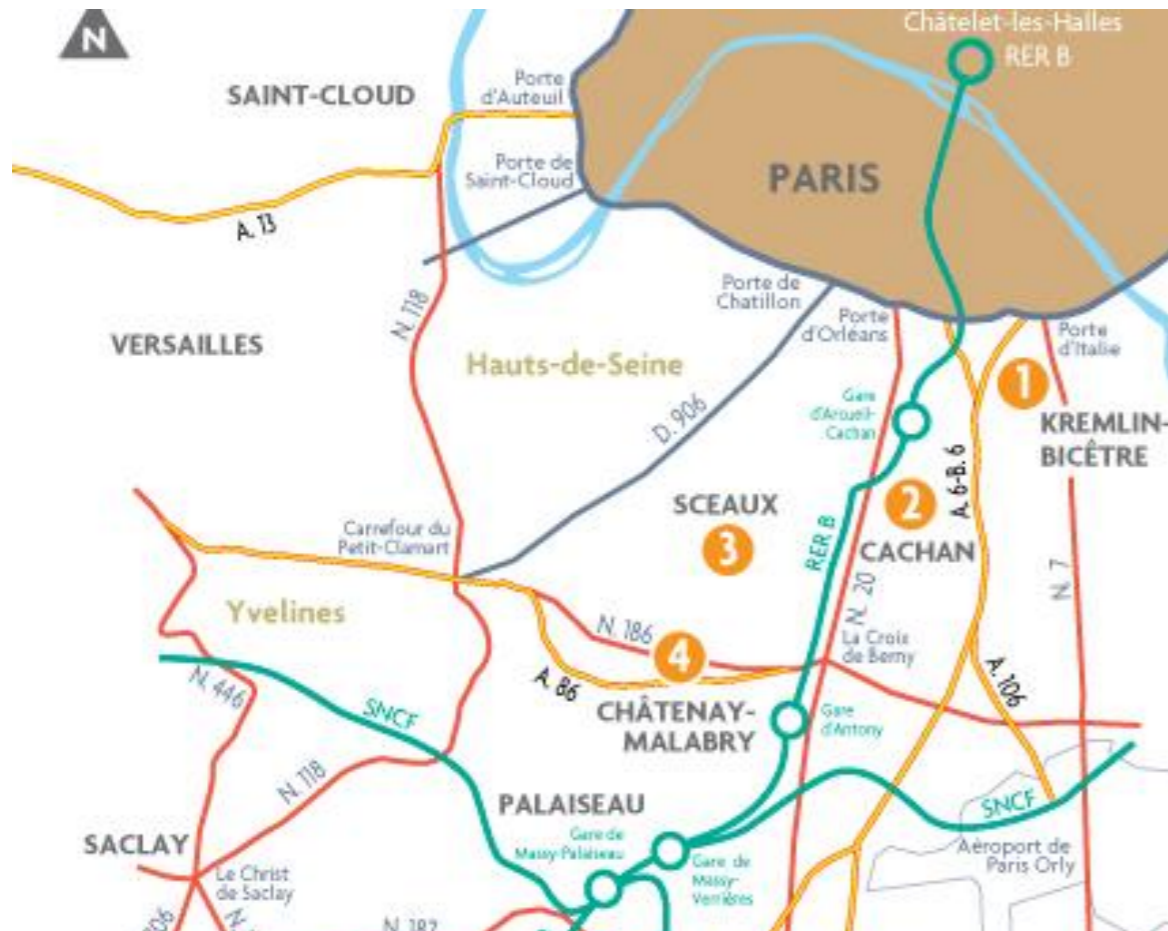 N
Châtelet-les-Halles
RER B
SAINT-CLOUD
Porte
d'Auteuil
Porte de
Saint-Cloud
PARIS
A. 13
N. 118
Porte de
Chatillon
Porte
d'Orléans
Porte
d'Italie
VERSAILLES
Hauts-de-Seine
1
D. 906
Gare
d'Arcueil-
Cachan
KREMLIN-
BICÊTRE
A. 6-B. 6
SCEAUX
2
3
RER B
CACHAN
Carrefour du
Petit-Clamart
N. 20
N. 7
Yvelines
N. 186
4
La Croix
de Berny
A. 86
A. 106
N. 446
SNCF
CHÂTENAY-
MALABRY
Gare
d'Antony
N. 118
PALAISEAU
SNCF
Gare de
Massy-Palaiseau
SACLAY
Gare de
Massy-
Verrières
Aéroport de
Paris Orly
Le Christ
de Saclay